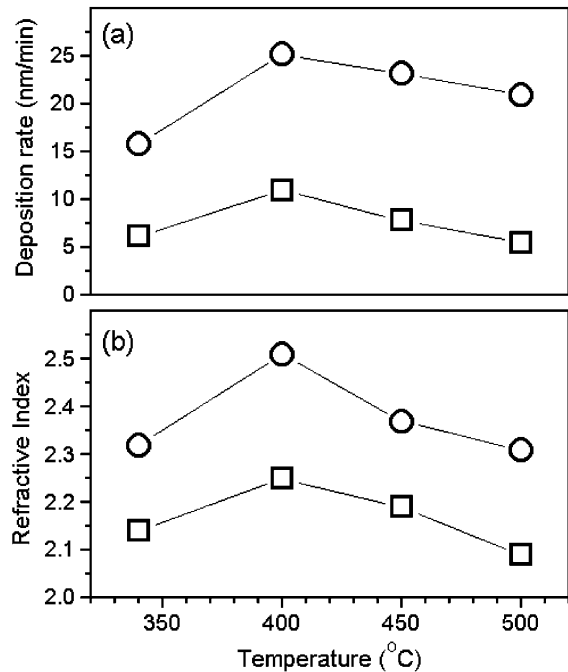 (a)
Deposition rate (nm/min)
25
20
15
10
5
0
(b)
Refractive Index
2.5
2.4
2.3
2.2
2.1
2.0
350 400 450 500
Temperature (°C)